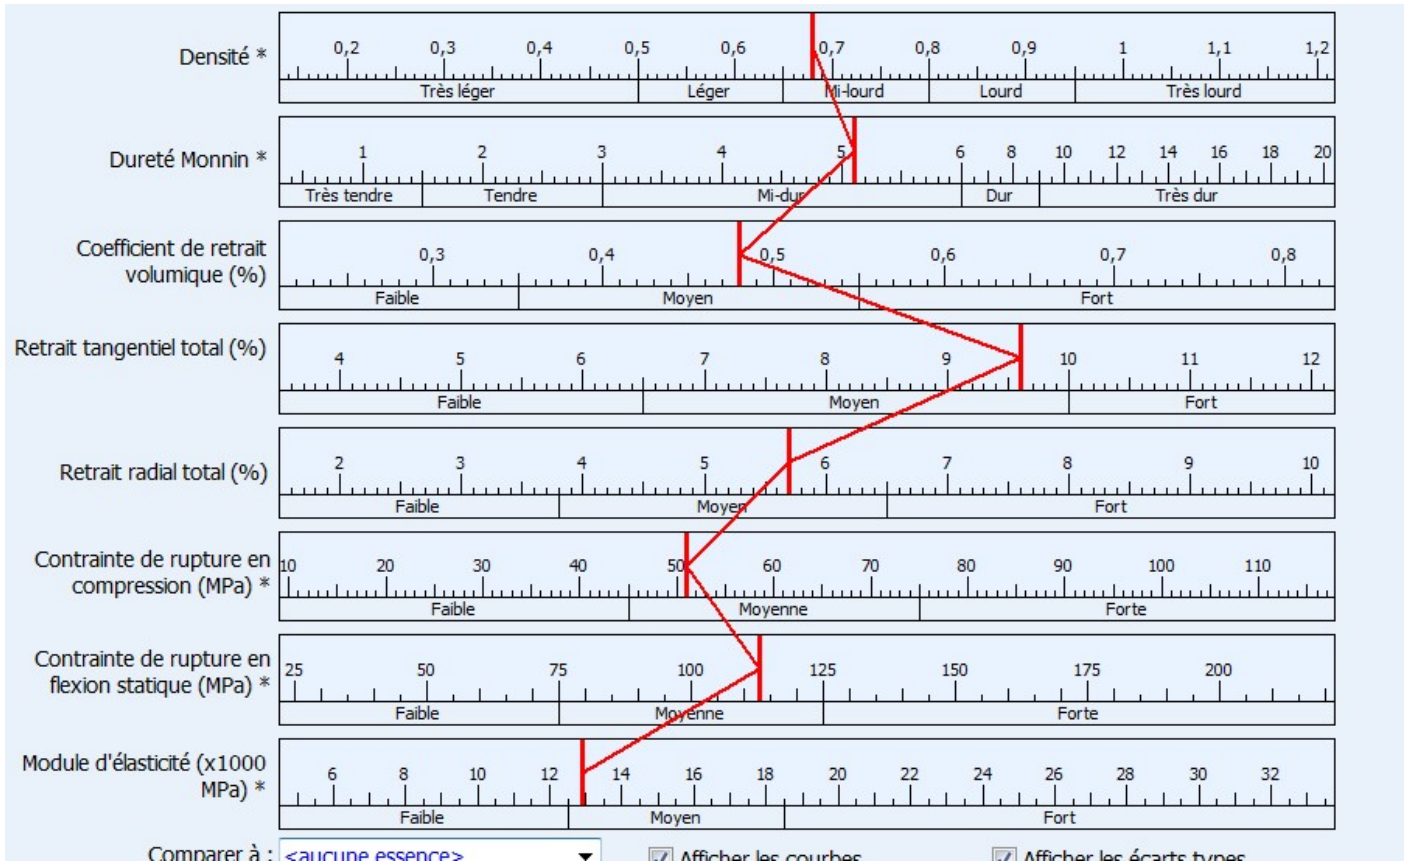 Densité *
0,2 0,3 0,4 0,5 0,6 0,7 0,8 0,9 1 1,1 1,2
Très léger Léger Mi-lourd Lourd Très lourd
Dureté Monnin *
1 2 3 4 5 6 8 10 12 14 16 18 20
Très tendre Tendre Mi-dur Dur Très dur
Coefficient de retrait
volumique (%)
0,3 0,4 0,5 0,6 0,7 0,8
Faible Moyen Fort
Retrait tangentiel total (%)
4 5 6 7 8 9 10 11 12
Faible Moyen Fort
Retrait radial total (%)
2 3 4 5 6 7 8 9 10
Faible Moyen Fort
Contrainte de rupture en
compression (MPa) *
10 20 30 40 50 60 70 80 90 100 110
Faible Moyenne Forte
Contrainte de rupture en
flexion statique (MPa) *
25 50 75 100 125 150 175 200
Faible Moyenne Forte
Module d'élasticité (x1000
MPa) *
6 8 10 12 14 16 18 20 22 24 26 28 30 32
Faible Moyen Fort
Comparer à : <aucune essence> Afficher les courbes Afficher les écarts types